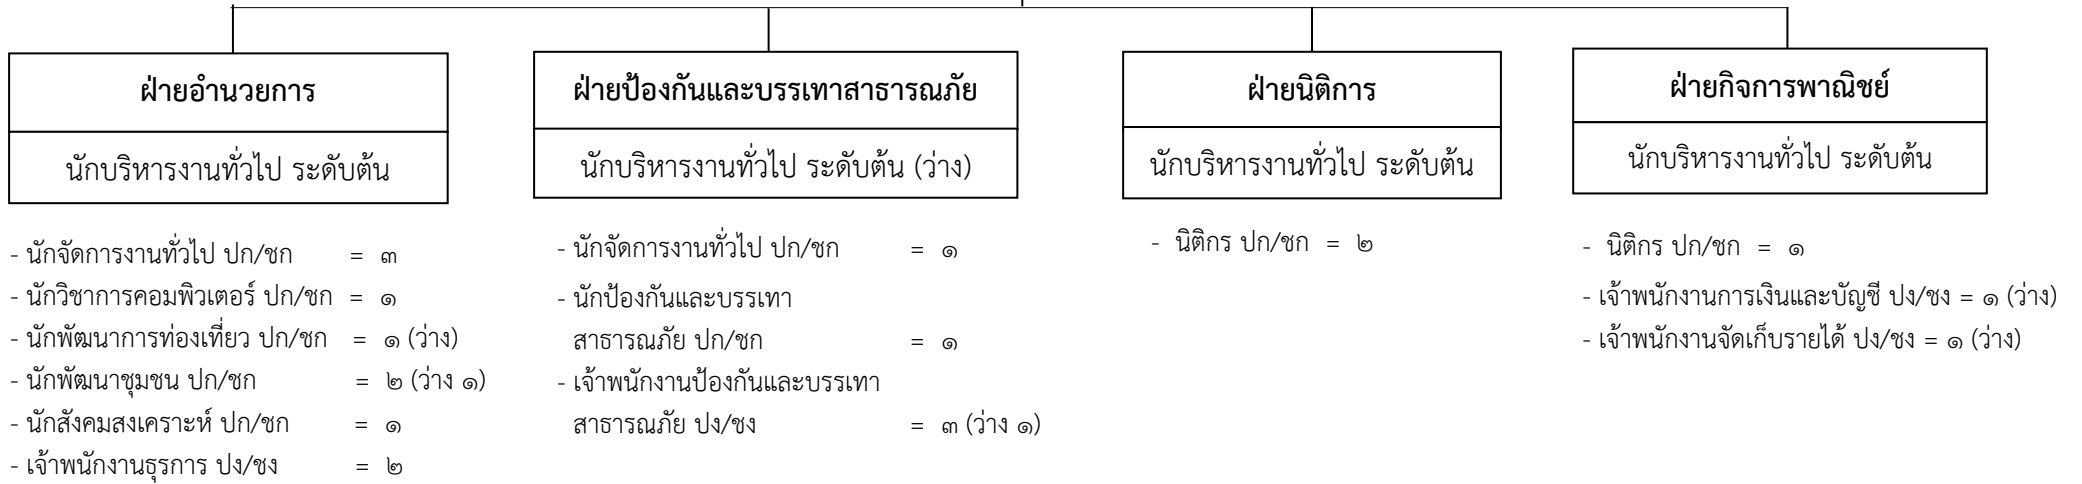 ฝ่ายอำนวยการ
นักบริหารงานทั่วไป ระดับต้น
- นักจัดการงานทั่วไป ปก/ชก = ๓
- นักวิชาการคอมพิวเตอร์ ปก/ชก = ๑
- นักพัฒนาการท่องเที่ยว ปก/ชก = ๑ (ว่าง)
- นักพัฒนาชุมชน ปก/ชก = ๒ (ว่าง ๑)
- นักสังคมสงเคราะห์ ปก/ชก = ๑
- เจ้าพนักงานธุรการ ปง/ชง = ๒
ฝ่ายป้องกันและบรรเทาสาธารณภัย
นักบริหารงานทั่วไป ระดับต้น (ว่าง)
- นักจัดการงานทั่วไป ปก/ชก = ๑
- นักป้องกันและบรรเทา
สาธารณภัย ปก/ชก = ๑
- เจ้าพนักงานป้องกันและบรรเทา
สาธารณภัย ปง/ชง = ๓ (ว่าง ๑)
ฝ่ายนิติการ
นักบริหารงานทั่วไป ระดับต้น
- นิติกร ปก/ชก = ๒
ฝ่ายกิจการพาณิชย์
นักบริหารงานทั่วไป ระดับต้น
- นิติกร ปก/ชก = ๑
- เจ้าพนักงานการเงินและบัญชี ปง/ชง = ๑ (ว่าง)
- เจ้าพนักงานจัดเก็บรายได้ ปง/ชง = ๑ (ว่าง)